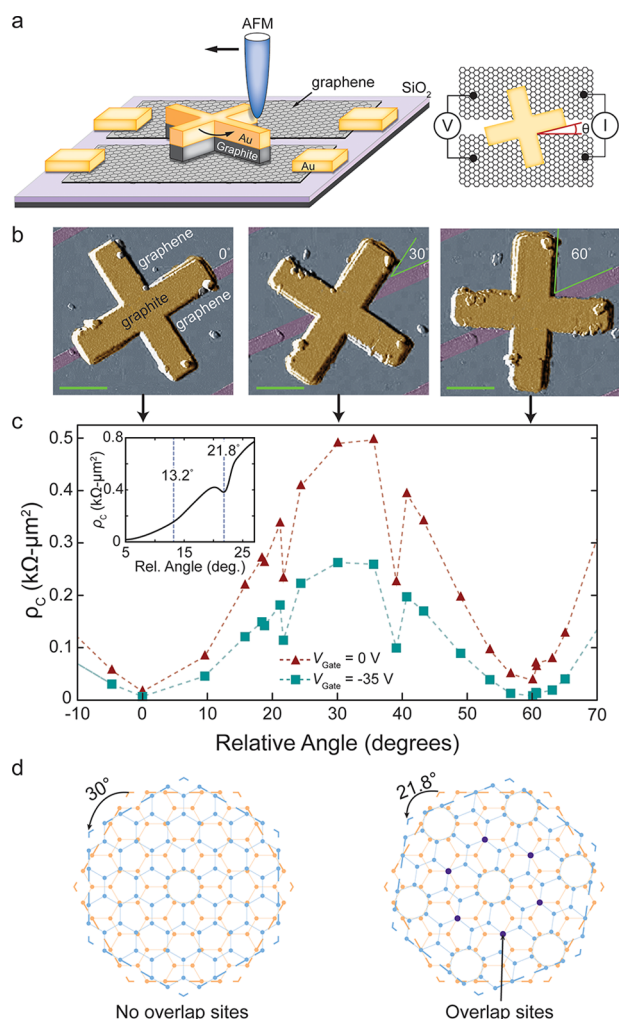 a
AFM
graphene
SiO₂
Au
Graphite
Au
V
I
θ
b
graphene
0°
graphite
graphene
30°
60°
c
ρc (kΩ-μm²)
0.5
0.4
0.3
0.2
0.1
0
-10 0 10 20 30 40 50 60 70
Relative Angle (degrees)
ρc (kΩ-μm²)
0.8
0.4
0
13.2°
21.8°
5 15 25
Rel. Angle (deg.)
VGate = 0 V
VGate = -35 V
d
30°
21.8°
No overlap sites
Overlap sites